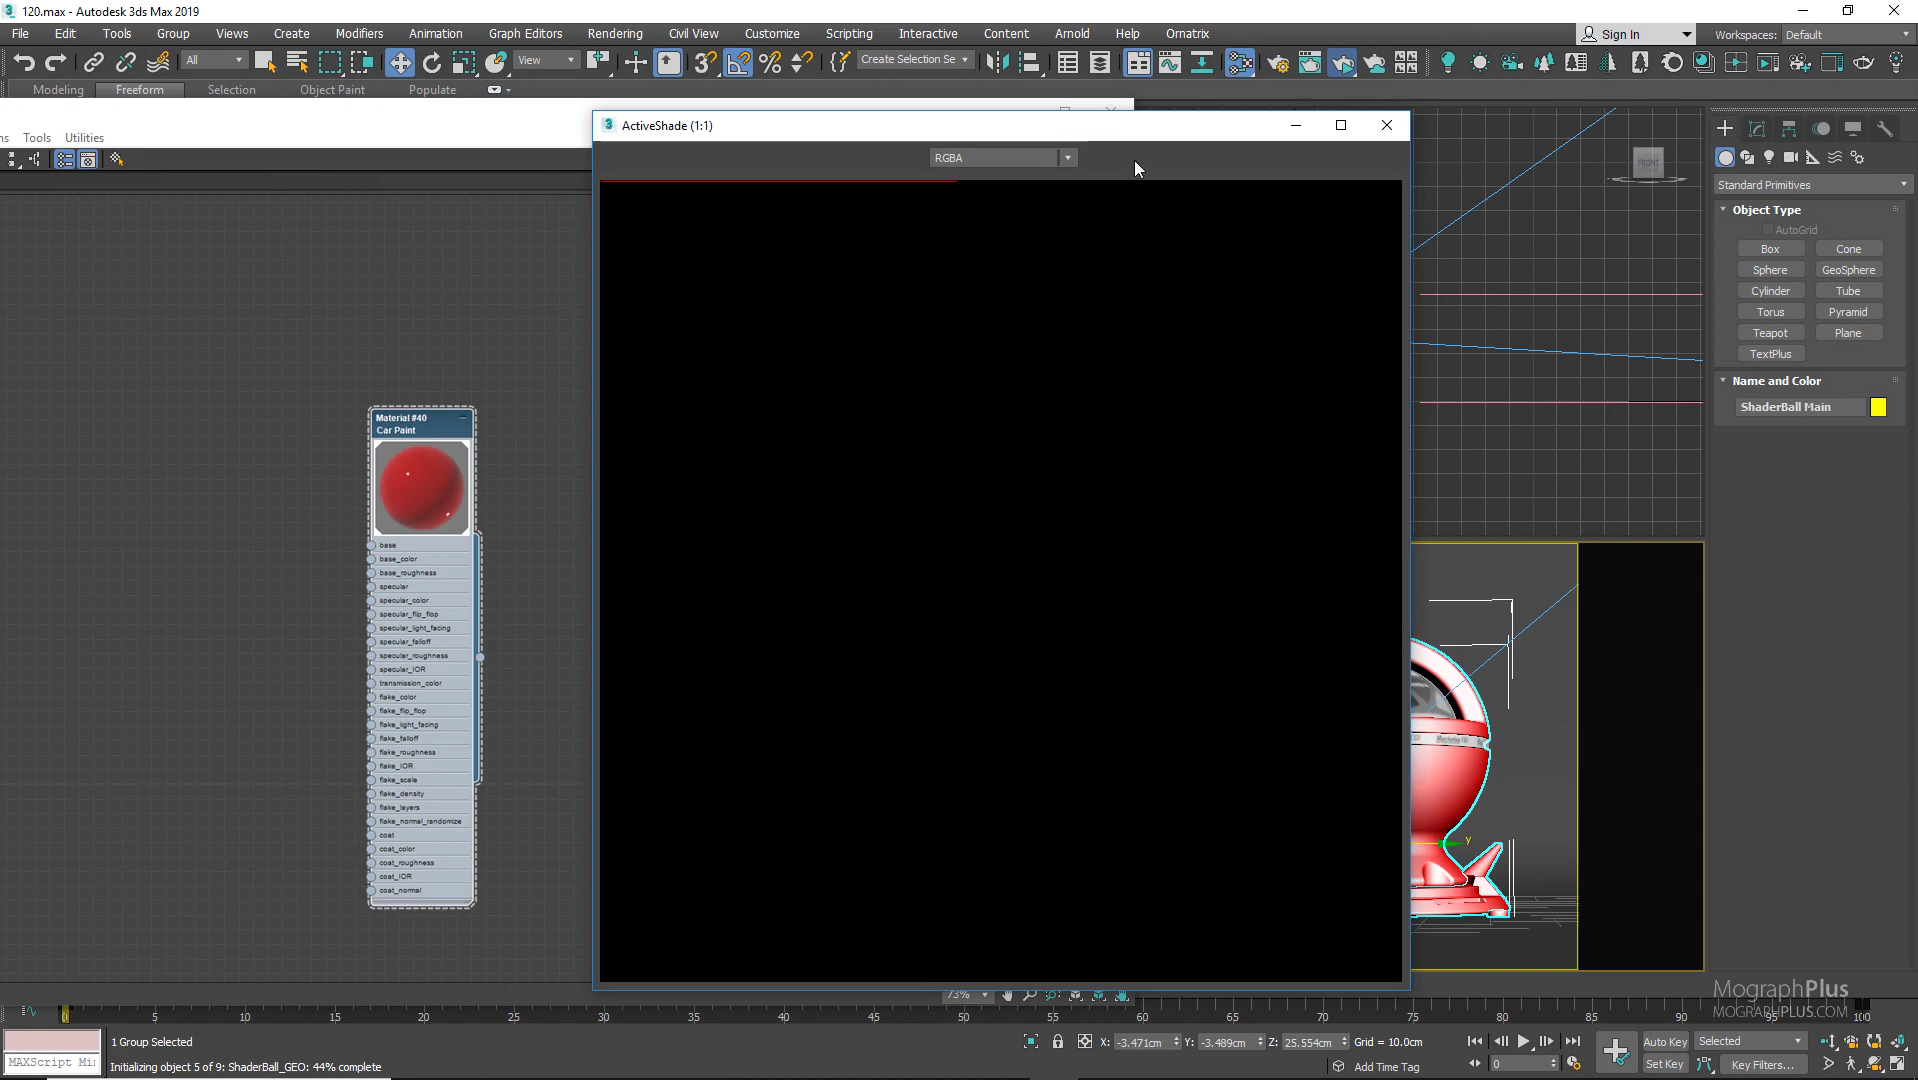 120.max - Autodesk 3ds Max 2019
File Edit Tools Group Views Create Modifiers Animation Graph Editors Rendering Civil View Customize Scripting Interactive Content Arnold Help Ornatrix
Sign In Workspaces: Default
All View Create Selection Se
Modeling Freeform Selection Object Paint Populate
ns Tools Utilities
ActiveShade (1:1)
RGBA
Material #40
Car Paint
base
base_color
base_roughness
specular
specular_color
specular_flip_flop
specular_light_facing
specular_falloff
specular_roughness
specular_IOR
transmission_color
flake_color
flake_flip_flop
flake_light_facing
flake_falloff
flake_roughness
flake_IOR
flake_scale
flake_density
flake_layers
flake_normal_randomize
coat
coat_color
coat_roughness
coat_IOR
coat_normal
FRONT
Standard Primitives
Object Type
AutoGrid
Box Cone
Sphere GeoSphere
Cylinder Tube
Torus Pyramid
Teapot Plane
TextPlus
Name and Color
ShaderBall Main
y
73%
MographPlus
MOGRAPHPLUS.COM
0 5 10 15 20 25 30 35 40 45 50 55 60 65 70 75 80 85 90 95 100
1 Group Selected
X: -3.471cm Y: -3.489cm Z: 25.554cm Grid = 10.0cm
Auto Key Selected
MAXScript Mi
Initializing object 5 of 9: ShaderBall_GEO: 44% complete
Add Time Tag
0
Set Key Key Filters...